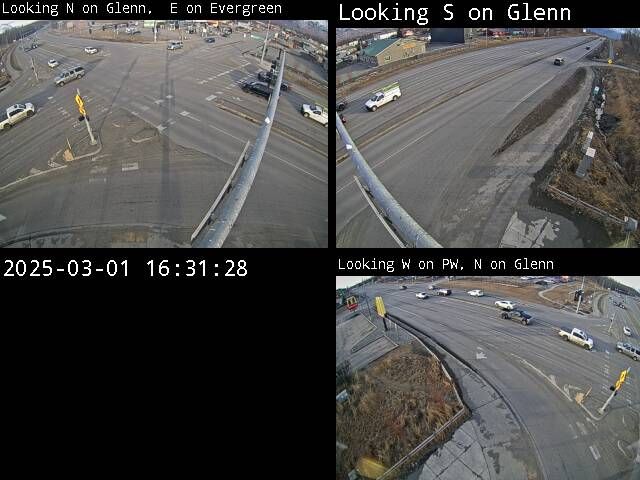 Looking N on Glenn, E on Evergreen
Looking S on Glenn
2025-03-01 16:31:28
Looking W on PW, N on Glenn